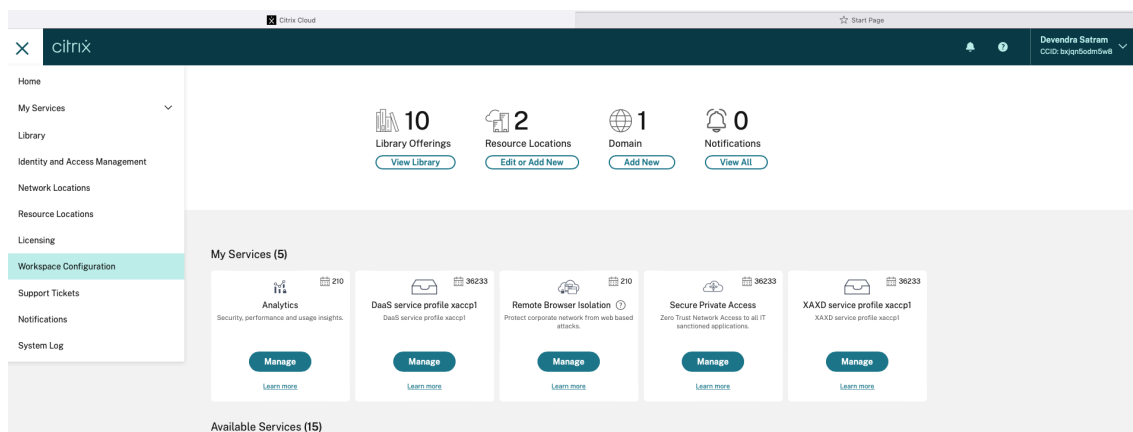 Citrix Cloud
Start Page
citrix
Devendra Satram
CCID: bxjqn5odm5w8
Home
My Services
Library
Identity and Access Management
Network Locations
Resource Locations
Licensing
Workspace Configuration
Support Tickets
Notifications
System Log
10
Library Offerings
View Library
2
Resource Locations
Edit or Add New
1
Domain
Add New
0
Notifications
View All
My Services (5)
210
Analytics
Security, performance and usage insights.
Manage
Learn more
36233
DaaS service profile xaccp1
DaaS service profile xaccp1
Manage
Learn more
210
Remote Browser Isolation ?
Protect corporate network from web based
attacks.
Manage
Learn more
36233
Secure Private Access
Zero Trust Network Access to all IT
sanctioned applications.
Manage
Learn more
36233
XAXD service profile xaccp1
XAXD service profile xaccp1
Manage
Learn more
Available Services (15)